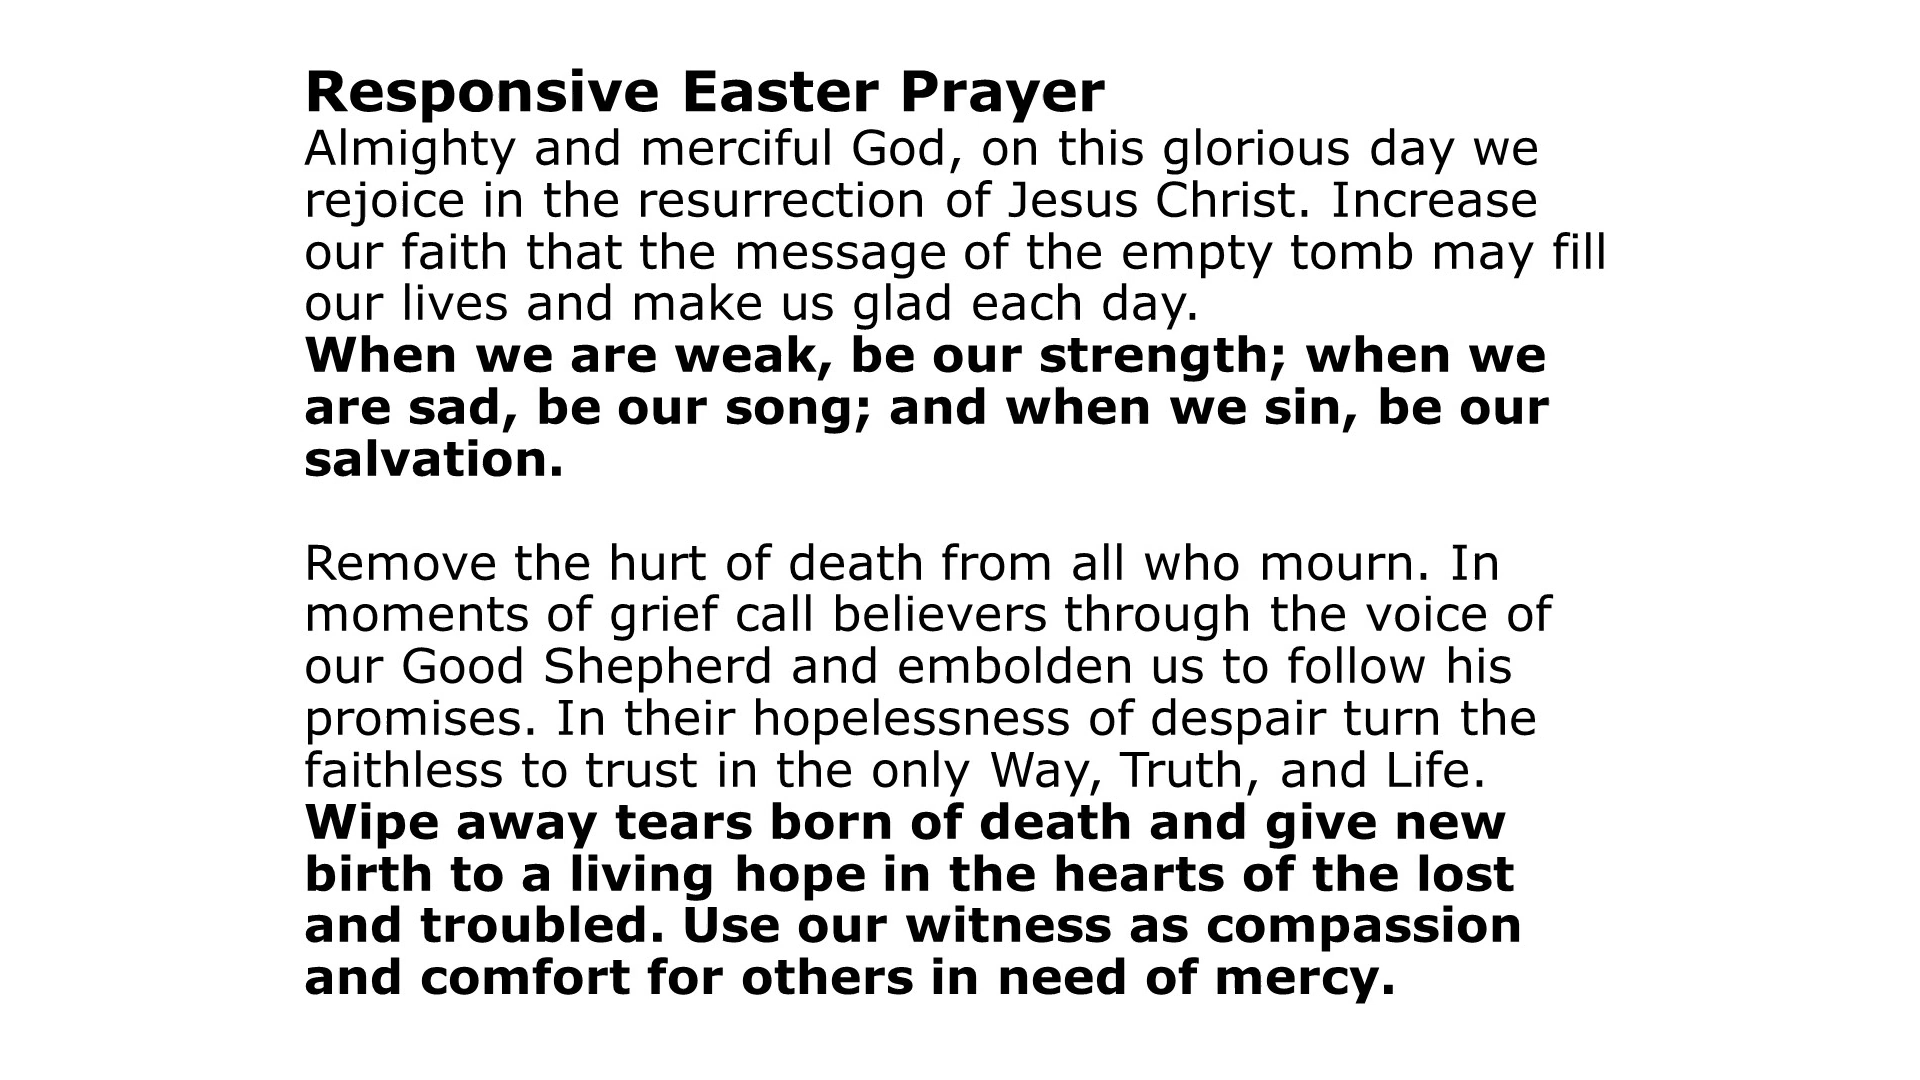 Responsive Easter Prayer
Almighty and merciful God, on this glorious day we
rejoice in the resurrection of Jesus Christ. Increase
our faith that the message of the empty tomb may fill
our lives and make us glad each day.
When we are weak, be our strength; when we
are sad, be our song; and when we sin, be our
salvation.
Remove the hurt of death from all who mourn. In
moments of grief call believers through the voice of
our Good Shepherd and embolden us to follow his
promises. In their hopelessness of despair turn the
faithless to trust in the only Way, Truth, and Life.
Wipe away tears born of death and give new
birth to a living hope in the hearts of the lost
and troubled. Use our witness as compassion
and comfort for others in need of mercy.